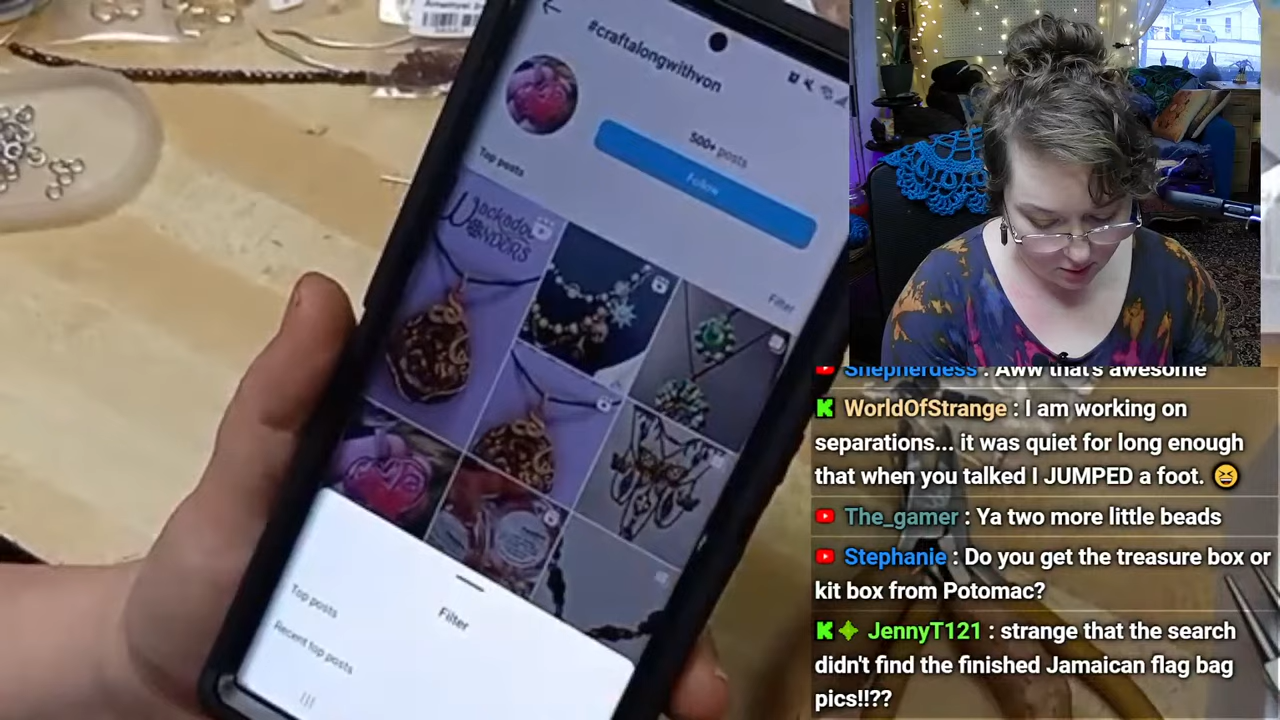 Amethyst
#craftalongwithvon
500+ posts
Follow
Top posts
Filter
Wackadoo
WONDERS
Filter
Top posts
Recent top posts
Shepherdess : Aww that's awesome
WorldOfStrange : I am working on
separations... it was quiet for long enough
that when you talked I JUMPED a foot. 😆
The_gamer : Ya two more little beads
Stephanie : Do you get the treasure box or
kit box from Potomac?
JennyT121 : strange that the search
didn't find the finished Jamaican flag bag
pics!!??